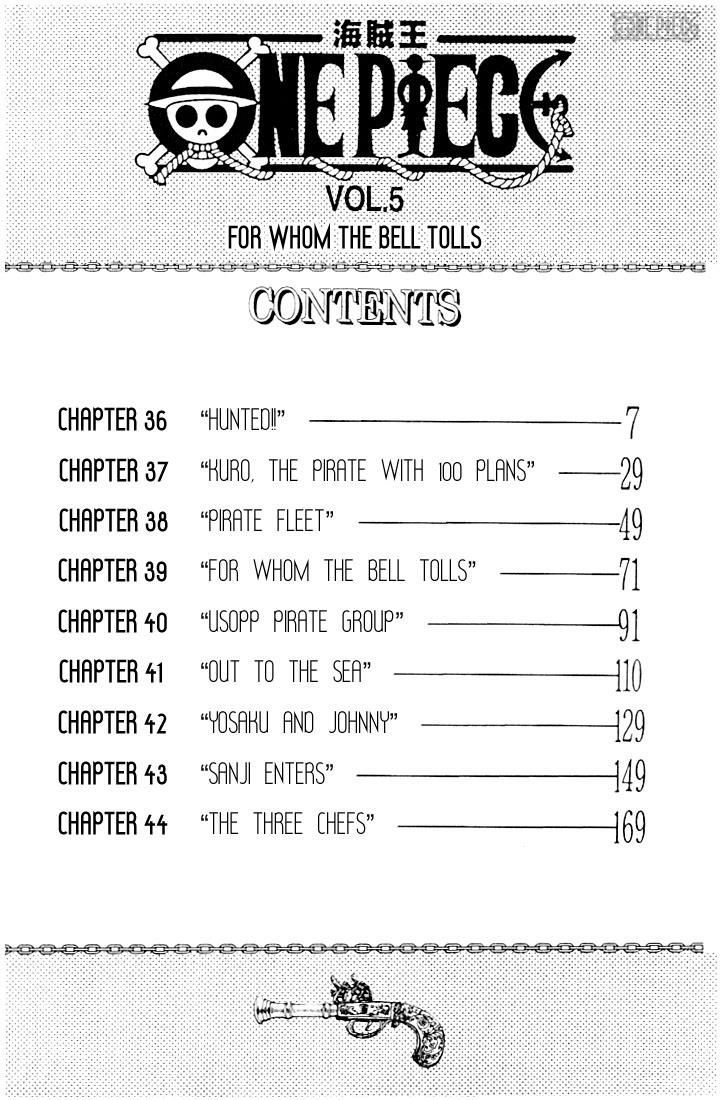 海賊王
ONE PIECE
VOL.5
FOR WHOM THE BELL TOLLS
CONTENTS
CHAPTER 36 “HUNTED!!” 7
CHAPTER 37 “KURO, THE PIRATE WITH 100 PLANS” 29
CHAPTER 38 “PIRATE FLEET” 49
CHAPTER 39 “FOR WHOM THE BELL TOLLS” 71
CHAPTER 40 “USOPP PIRATE GROUP” 91
CHAPTER 41 “OUT TO THE SEA” 110
CHAPTER 42 “YOSAKU AND JOHNNY” 129
CHAPTER 43 “SANJI ENTERS” 149
CHAPTER 44 “THE THREE CHEFS” 169